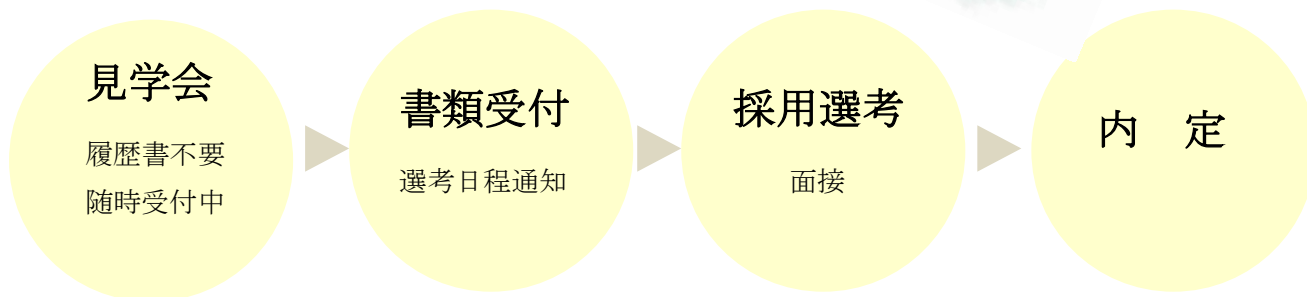 見学会
履歴書不要
随時受付中
書類受付
選考日程通知
採用選考
面接
内　定